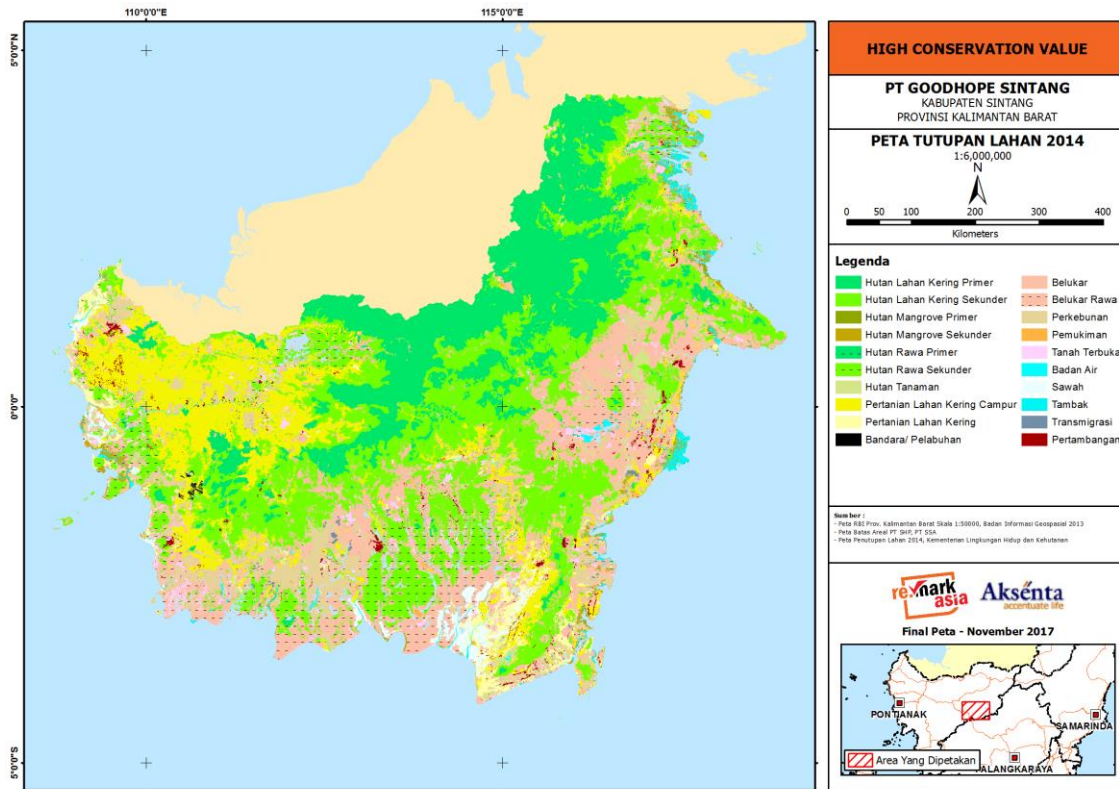 110°0'0"E
115°0'0"E
5°0'0"N
0°0'0"
5°0'0"S
HIGH CONSERVATION VALUE
PT GOODHOPE SINTANG
KABUPATEN SINTANG
PROVINSI KALIMANTAN BARAT
PETA TUTUPAN LAHAN 2014
1:6,000,000
N
0 50 100 200 300 400
Kilometers
Legenda
Hutan Lahan Kering Primer
Hutan Lahan Kering Sekunder
Hutan Mangrove Primer
Hutan Mangrove Sekunder
Hutan Rawa Primer
Hutan Rawa Sekunder
Hutan Tanaman
Pertanian Lahan Kering Campur
Pertanian Lahan Kering
Bandara/ Pelabuhan
Belukar
Belukar Rawa
Perkebunan
Pemukiman
Tanah Terbuka
Badan Air
Sawah
Tambak
Transmigrasi
Pertambangan
Sumber :
- Peta RBI Prov. Kalimantan Barat Skala 1:50000, Badan Informasi Geospasial 2013
- Peta Batas Areal PT SHP, PT SSA
- Peta Penutupan Lahan 2014, Kementerian Lingkungan Hidup dan Kehutanan
re.mark asia
Aksenta
accentuate life
Final Peta - November 2017
PONTIANAK
SAMARINDA
PALANGKARAYA
Area Yang Dipetakan